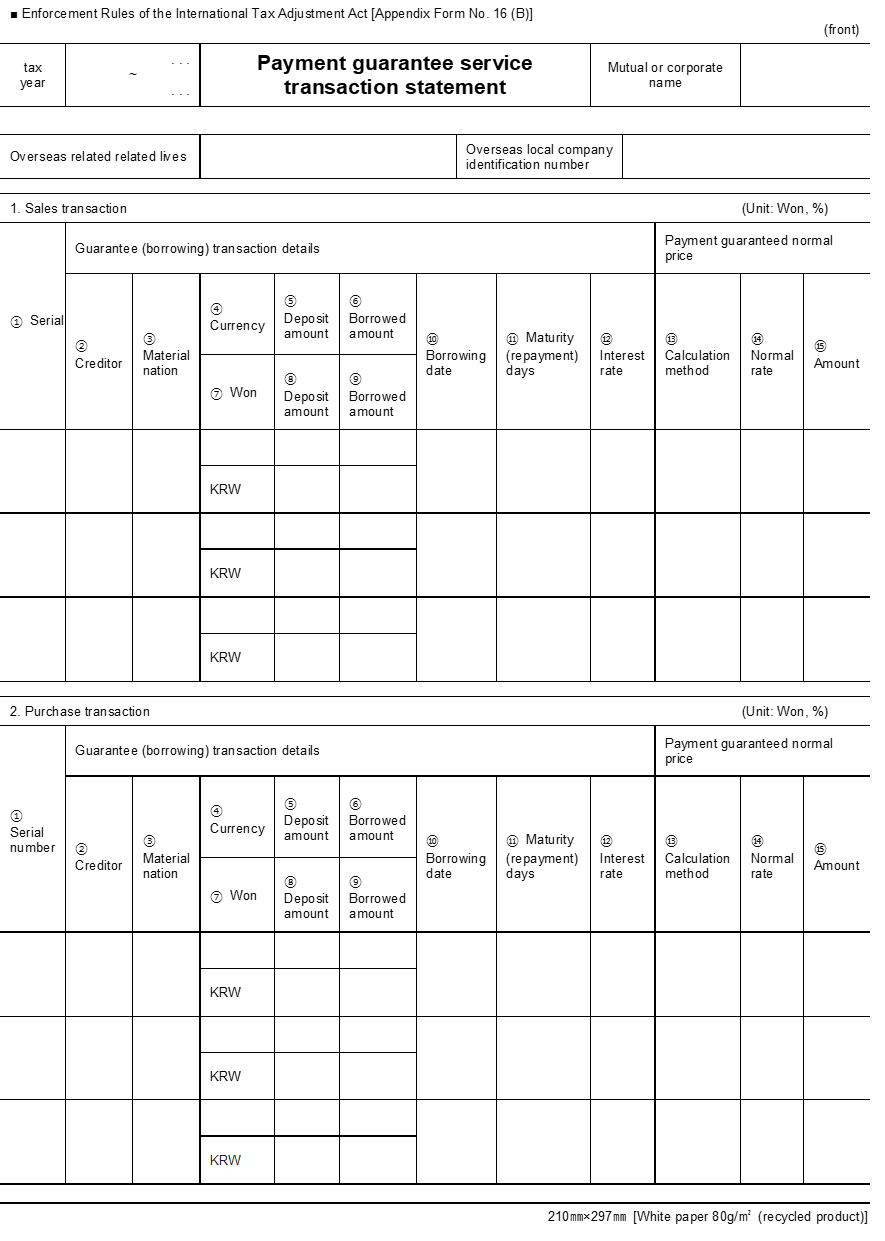 ■ Enforcement Rules of the International Tax Adjustment Act [Appendix Form No. 16 (B)]
(front)
tax
year
~
. . .
. . .
Payment guarantee service
transaction statement
Mutual or corporate
name
Overseas related related lives
Overseas local company
identification number
1. Sales transaction
(Unit: Won, %)
① Serial
Guarantee (borrowing) transaction details
Payment guaranteed normal
price
②
Creditor
③
Material
nation
④
Currency
⑤
Deposit
amount
⑥
Borrowed
amount
⑦ Won
⑧
Deposit
amount
⑨
Borrowed
amount
⑩
Borrowing
date
⑪ Maturity
(repayment)
days
⑫
Interest
rate
⑬
Calculation
method
⑭
Normal
rate
⑮
Amount
KRW
KRW
KRW
2. Purchase transaction
(Unit: Won, %)
①
Serial
number
Guarantee (borrowing) transaction details
Payment guaranteed normal
price
②
Creditor
③
Material
nation
④
Currency
⑤
Deposit
amount
⑥
Borrowed
amount
⑦ Won
⑧
Deposit
amount
⑨
Borrowed
amount
⑩
Borrowing
date
⑪ Maturity
(repayment)
days
⑫
Interest
rate
⑬
Calculation
method
⑭
Normal
rate
⑮
Amount
KRW
KRW
KRW
210㎜×297㎜ [White paper 80g/㎡ (recycled product)]